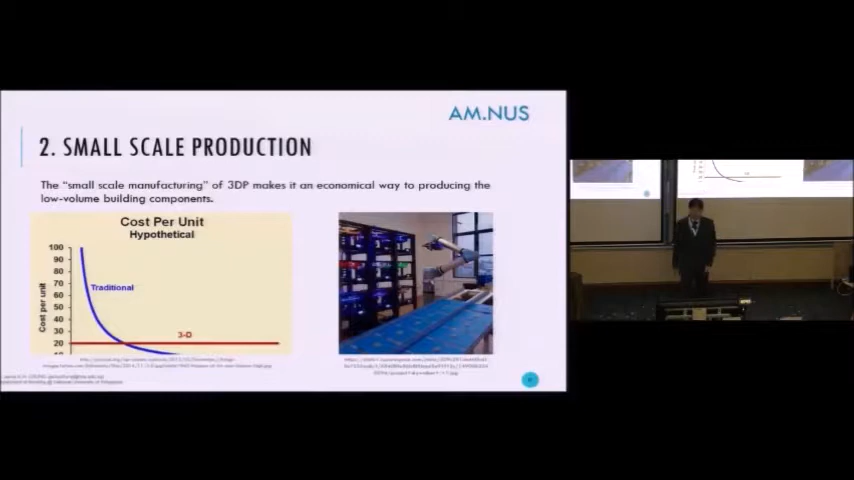 AM.NUS
2. SMALL SCALE PRODUCTION
The "small scale manufacturing" of 3DP makes it an economical way to producing the
low-volume building components.
Cost Per Unit
Hypothetical
100
90
80
70
60
50
40
30
20
10
Cost per unit
Traditional
3-D